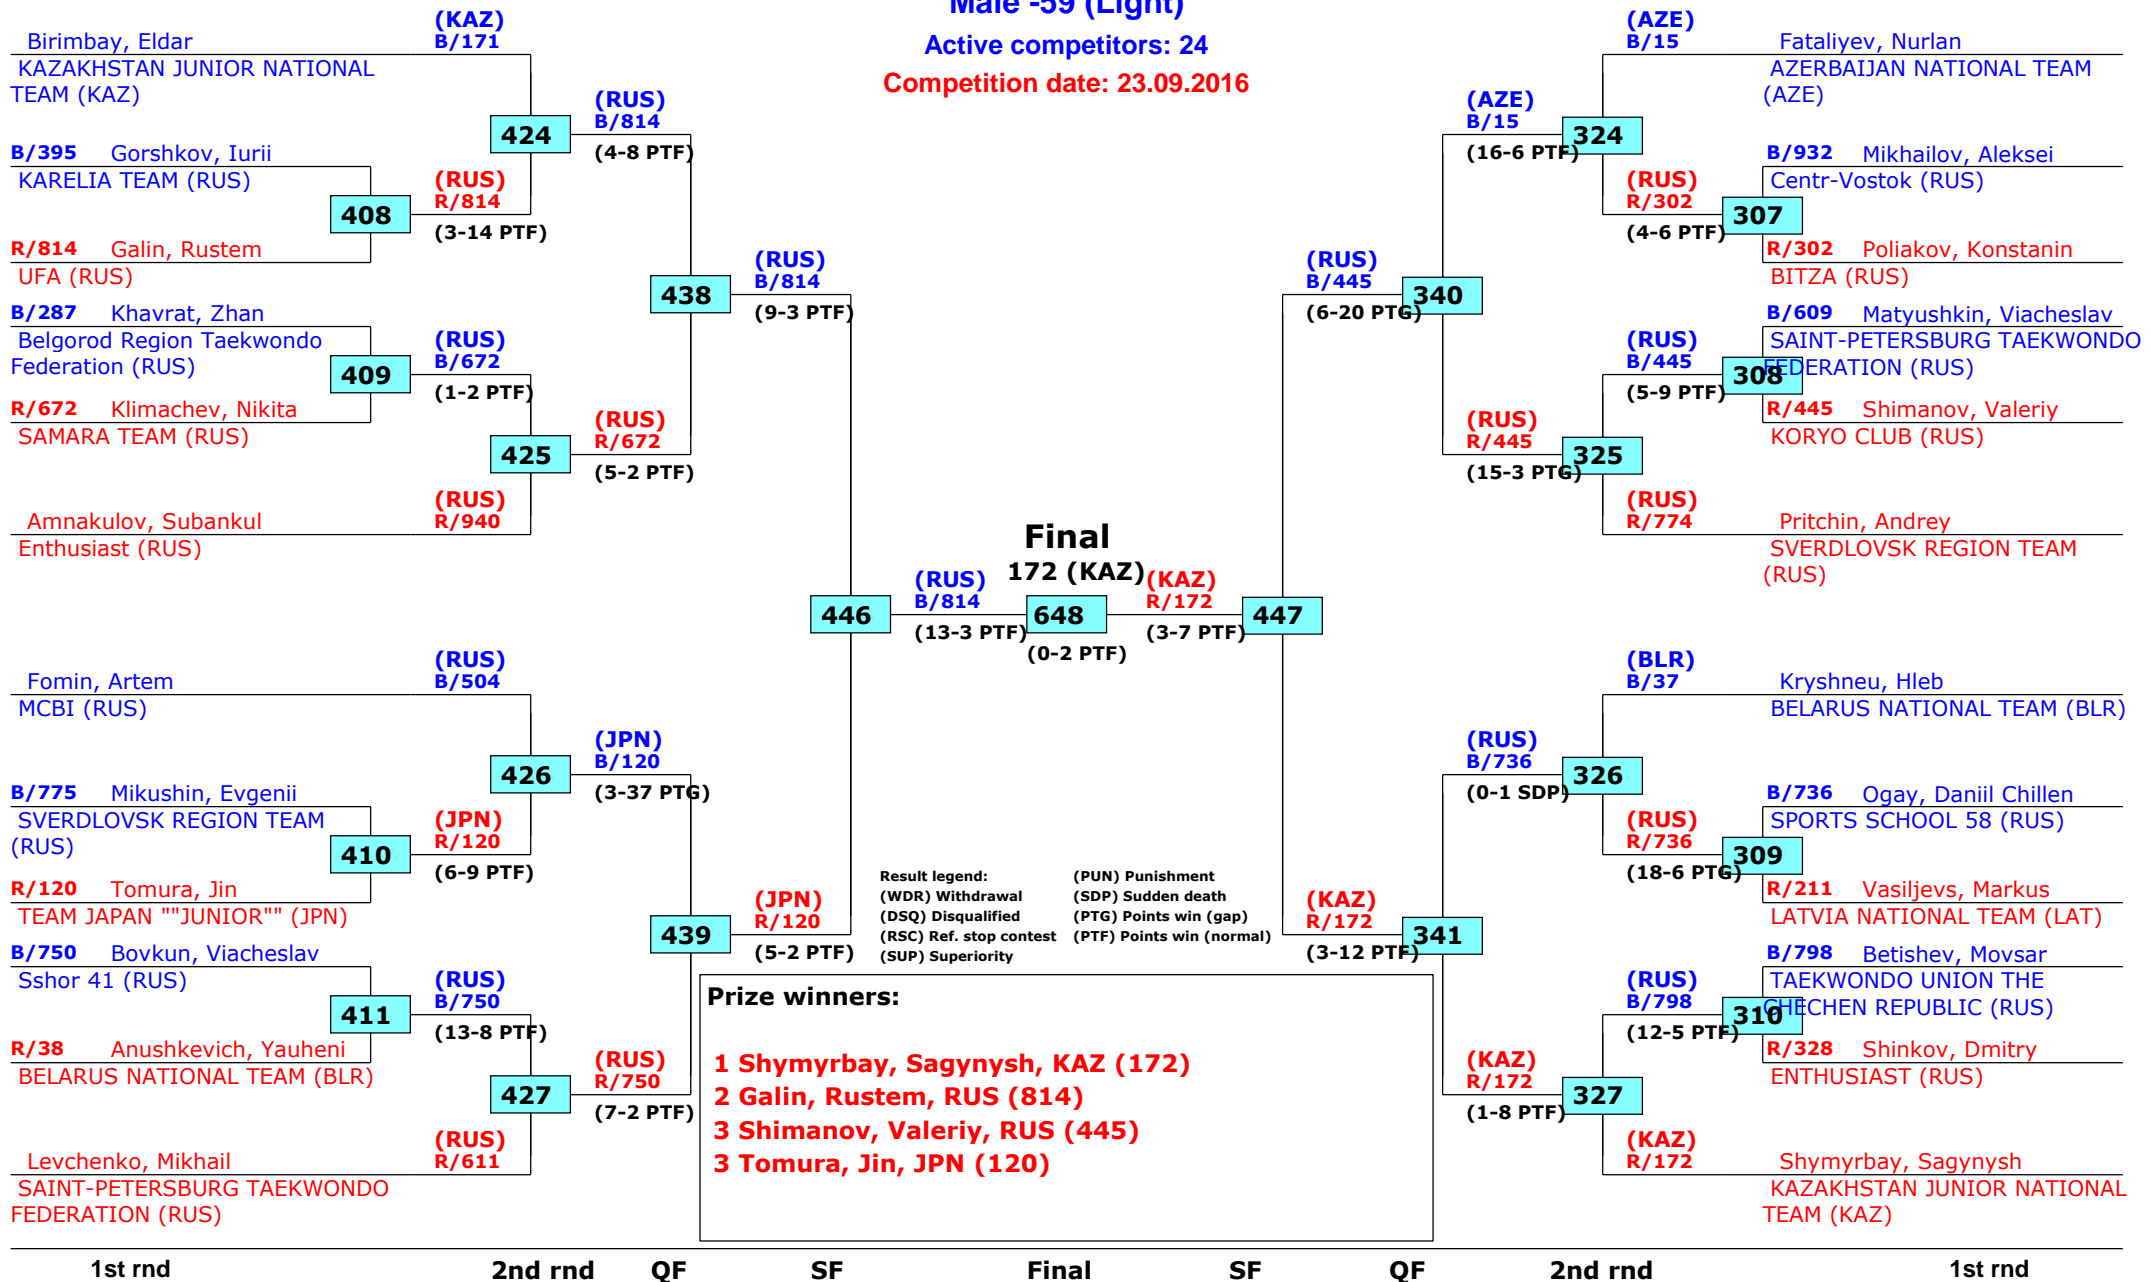 Male -59 (Light)
Active competitors: 24
Competition date: 23.09.2016
Birimbay, Eldar
KAZAKHSTAN JUNIOR NATIONAL
TEAM (KAZ)
(KAZ)
B/171
B/395 Gorshkov, Iurii
KARELIA TEAM (RUS)
R/814 Galin, Rustem
UFA (RUS)
408
(RUS)
R/814
(3-14 PTF)
424
(RUS)
B/814
(4-8 PTF)
B/287 Khavrat, Zhan
Belgorod Region Taekwondo
Federation (RUS)
R/672 Klimachev, Nikita
SAMARA TEAM (RUS)
409
(RUS)
B/672
(1-2 PTF)
Amnakulov, Subankul
Enthusiast (RUS)
(RUS)
R/940
425
(RUS)
R/672
(5-2 PTF)
438
(RUS)
B/814
(9-3 PTF)
Fomin, Artem
MCBI (RUS)
(RUS)
B/504
B/775 Mikushin, Evgenii
SVERDLOVSK REGION TEAM
(RUS)
R/120 Tomura, Jin
TEAM JAPAN ""JUNIOR"" (JPN)
410
(JPN)
R/120
(6-9 PTF)
426
(JPN)
B/120
(3-37 PTG)
B/750 Bovkun, Viacheslav
Sshor 41 (RUS)
R/38 Anushkevich, Yauheni
BELARUS NATIONAL TEAM (BLR)
411
(RUS)
B/750
(13-8 PTF)
Levchenko, Mikhail
SAINT-PETERSBURG TAEKWONDO
FEDERATION (RUS)
(RUS)
R/611
427
(RUS)
R/750
(7-2 PTF)
439
(JPN)
R/120
(5-2 PTF)
446
(RUS)
B/814
(13-3 PTF)
Final
172 (KAZ)
648
(0-2 PTF)
(KAZ)
R/172
(3-7 PTF)
447
(RUS)
B/445
(6-20 PTG)
340
(AZE)
B/15
(16-6 PTF)
324
(AZE)
B/15
Fataliyev, Nurlan
AZERBAIJAN NATIONAL TEAM
(AZE)
(RUS)
R/302
(4-6 PTF)
307
B/932 Mikhailov, Aleksei
Centr-Vostok (RUS)
R/302 Poliakov, Konstanin
BITZA (RUS)
(RUS)
R/445
(15-3 PTG)
325
(RUS)
B/445
(5-9 PTF)
308
B/609 Matyushkin, Viacheslav
SAINT-PETERSBURG TAEKWONDO
FEDERATION (RUS)
R/445 Shimanov, Valeriy
KORYO CLUB (RUS)
(RUS)
R/774
Pritchin, Andrey
SVERDLOVSK REGION TEAM
(RUS)
(KAZ)
R/172
(3-12 PTF)
341
(RUS)
B/736
(0-1 SDP)
326
(BLR)
B/37
Kryshneu, Hleb
BELARUS NATIONAL TEAM (BLR)
(RUS)
R/736
(18-6 PTG)
309
B/736 Ogay, Daniil Chillen
SPORTS SCHOOL 58 (RUS)
R/211 Vasiljevs, Markus
LATVIA NATIONAL TEAM (LAT)
(KAZ)
R/172
(1-8 PTF)
327
(RUS)
B/798
(12-5 PTF)
310
B/798 Betishev, Movsar
TAEKWONDO UNION THE
CHECHEN REPUBLIC (RUS)
R/328 Shinkov, Dmitry
ENTHUSIAST (RUS)
(KAZ)
R/172
Shymyrbay, Sagynysh
KAZAKHSTAN JUNIOR NATIONAL
TEAM (KAZ)
Result legend:
(WDR) Withdrawal
(DSQ) Disqualified
(RSC) Ref. stop contest
(SUP) Superiority
(PUN) Punishment
(SDP) Sudden death
(PTG) Points win (gap)
(PTF) Points win (normal)
Prize winners:
1 Shymyrbay, Sagynysh, KAZ (172)
2 Galin, Rustem, RUS (814)
3 Shimanov, Valeriy, RUS (445)
3 Tomura, Jin, JPN (120)
1st rnd 2nd rnd QF SF Final SF QF 2nd rnd 1st rnd